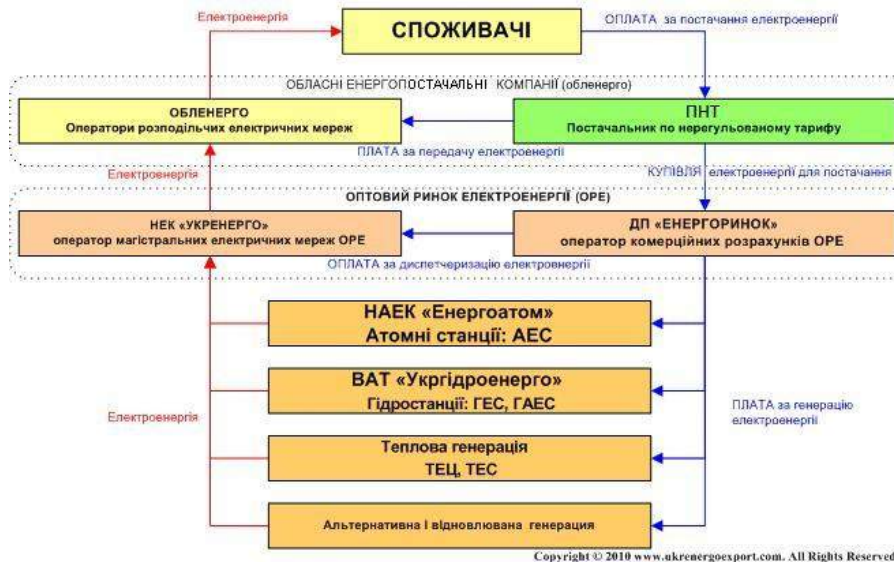 Електроенергія
СПОЖИВАЧІ
ОПЛАТА за постачання електроенергії
ОБЛАСНІ ЕНЕРГОПОСТАЧАЛЬНІ КОМПАНІЇ (обленерго)
ОБЛЕНЕРГО
Оператори розподільчих електричних мереж
ПНТ
Постачальник по нерегульованому тарифу
ПЛАТА за передачу електроенергії
Електроенергія
КУПІВЛЯ електроенергії для постачання
ОПТОВИЙ РИНОК ЕЛЕКТРОЕНЕРГІЇ (ОРЕ)
НЕК «УКРЕНЕРГО»
оператор магістральних електричних мереж ОРЕ
ДП «ЕНЕРГОРИНОК»
оператор комерційних розрахунків ОРЕ
ОПЛАТА за диспетчеризацію електроенергії
НАЕК «Енергоатом»
Атомні станції: АЕС
ВАТ «Укргідроенерго»
Гідростанції: ГЕС, ГАЕС
Електроенергія
ПЛАТА за генерацію
електроенергії
Теплова генерація
ТЕЦ, ТЕС
Альтернативна І відновлювана генерация
Copyright © 2010 www.ukrenergoexport.com. All Rights Reserved